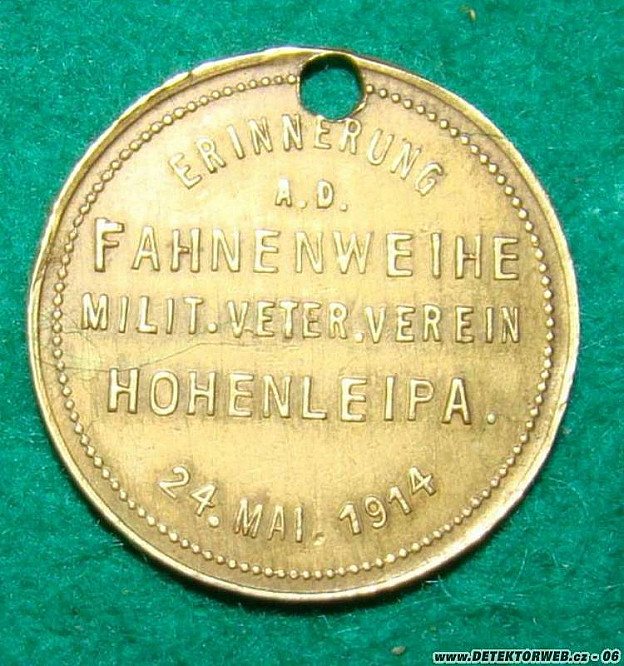 ERINNERUNG
A.D.
FAHNENWEIHE
MILIT.VETER.VEREIN
HOHENLEIPA.
24. MAI. 1914
www.DETEKTORWEB.cz - 06